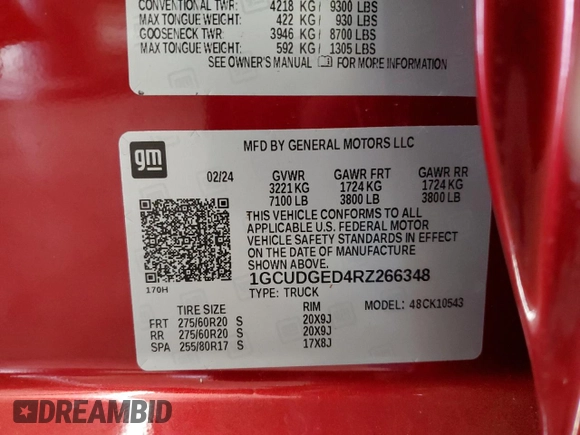 CONVENTIONAL TWR: 4218 KG / 9300 LBS
MAX TONGUE WEIGHT: 422 KG / 930 LBS
GOOSENECK TWR: 3946 KG / 8700 LBS
MAX TONGUE WEIGHT: 592 KG / 1305 LBS
SEE OWNER'S MANUAL FOR MORE INFORMATION
gm
MFD BY GENERAL MOTORS LLC
02/24 GVWR GAWR FRT GAWR RR
3221 KG 1724 KG 1724 KG
7100 LB 3800 LB 3800 LB
THIS VEHICLE CONFORMS TO ALL
APPLICABLE U.S. FEDERAL MOTOR
VEHICLE SAFETY STANDARDS IN EFFECT
ON THE DATE OF MANUFACTURE
SHOWN ABOVE.
1GCUDGED4RZ266348
170H
TYPE: TRUCK
MODEL: 48CK10543
TIRE SIZE RIM
FRT 275/60R20 S 20X9J
RR 275/60R20 S 20X9J
SPA 255/80R17 S 17X8J
DREAMBID